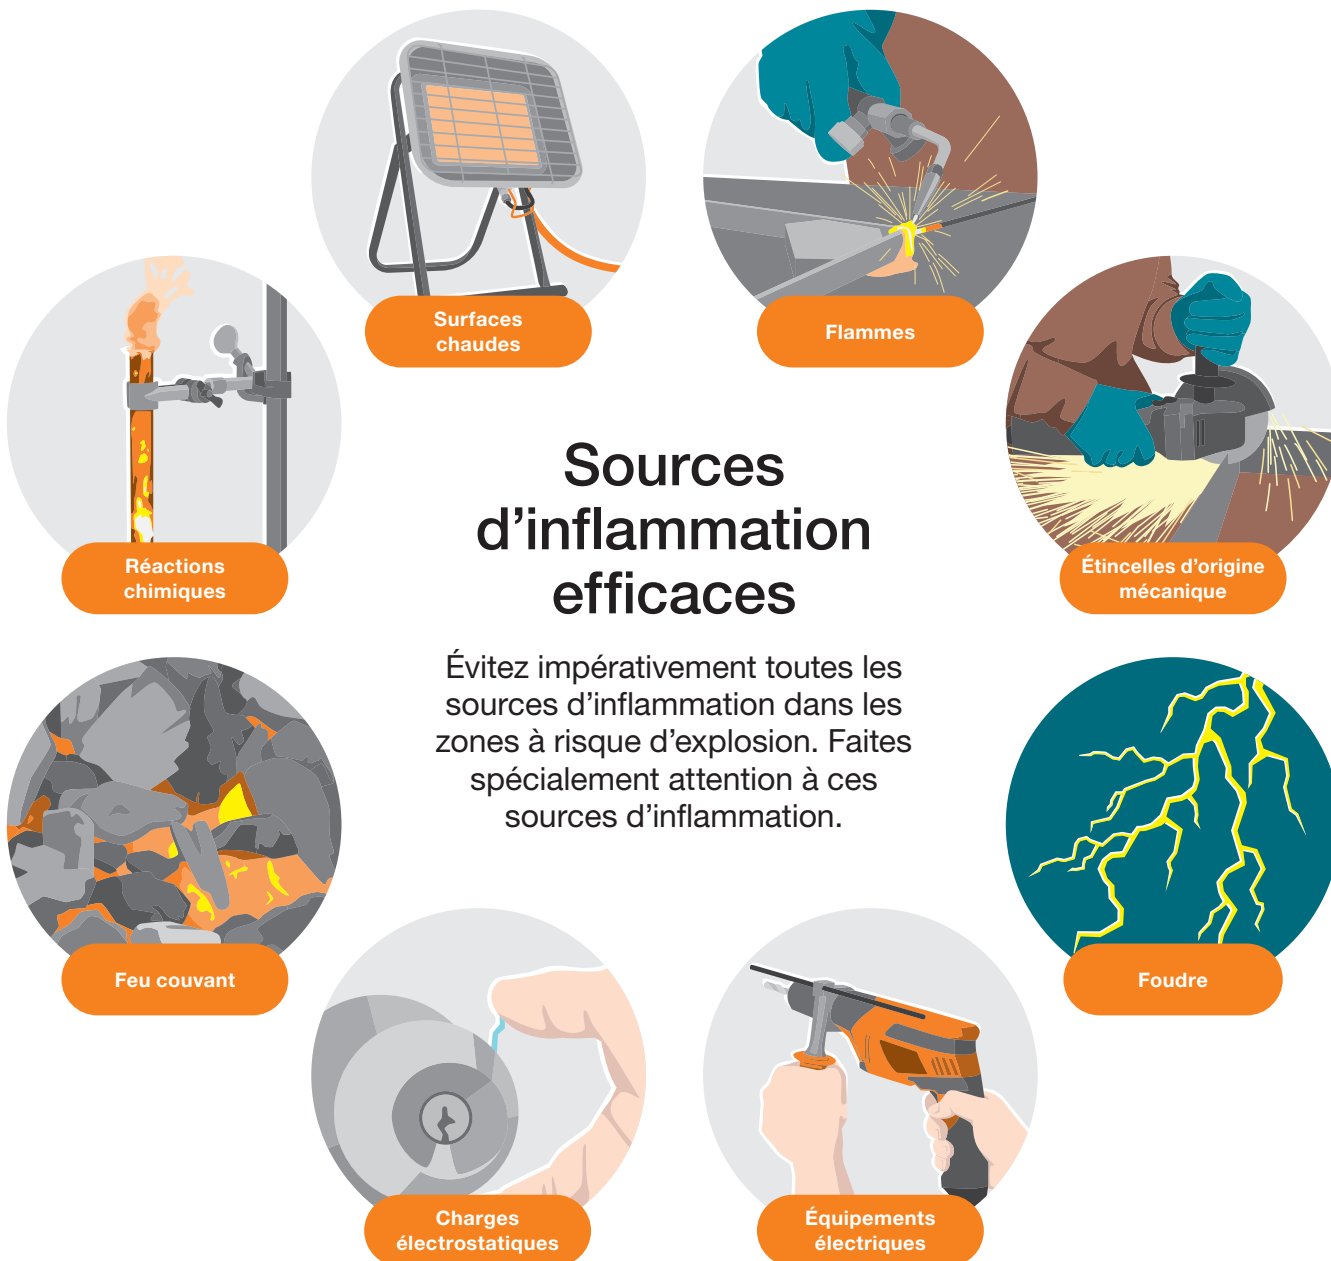 Surfaces
chaudes
Flammes
Réactions
chimiques
Étincelles d’origine
mécanique
Sources
d’inflammation
efficaces
Évitez impérativement toutes les
sources d’inflammation dans les
zones à risque d’explosion. Faites
spécialement attention à ces
sources d’inflammation.
Feu couvant
Foudre
Charges
électrostatiques
Équipements
électriques